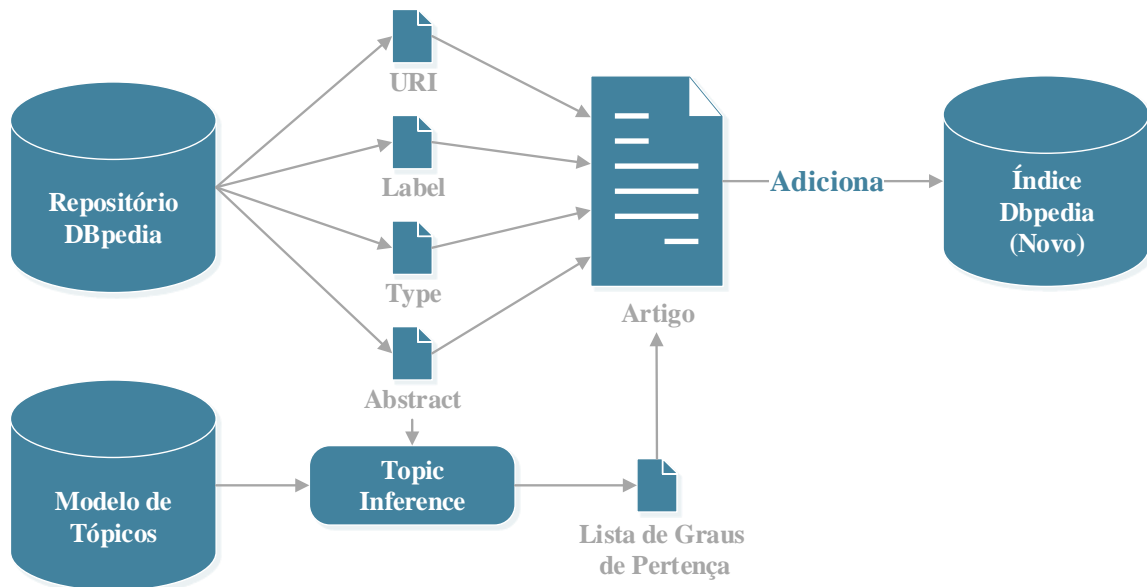 Repositório
DBpedia
URI
Label
Type
Abstract
Artigo
Adiciona
Índice
Dbpedia
(Novo)
Modelo de
Tópicos
Topic
Inference
Lista de Graus
de Pertença